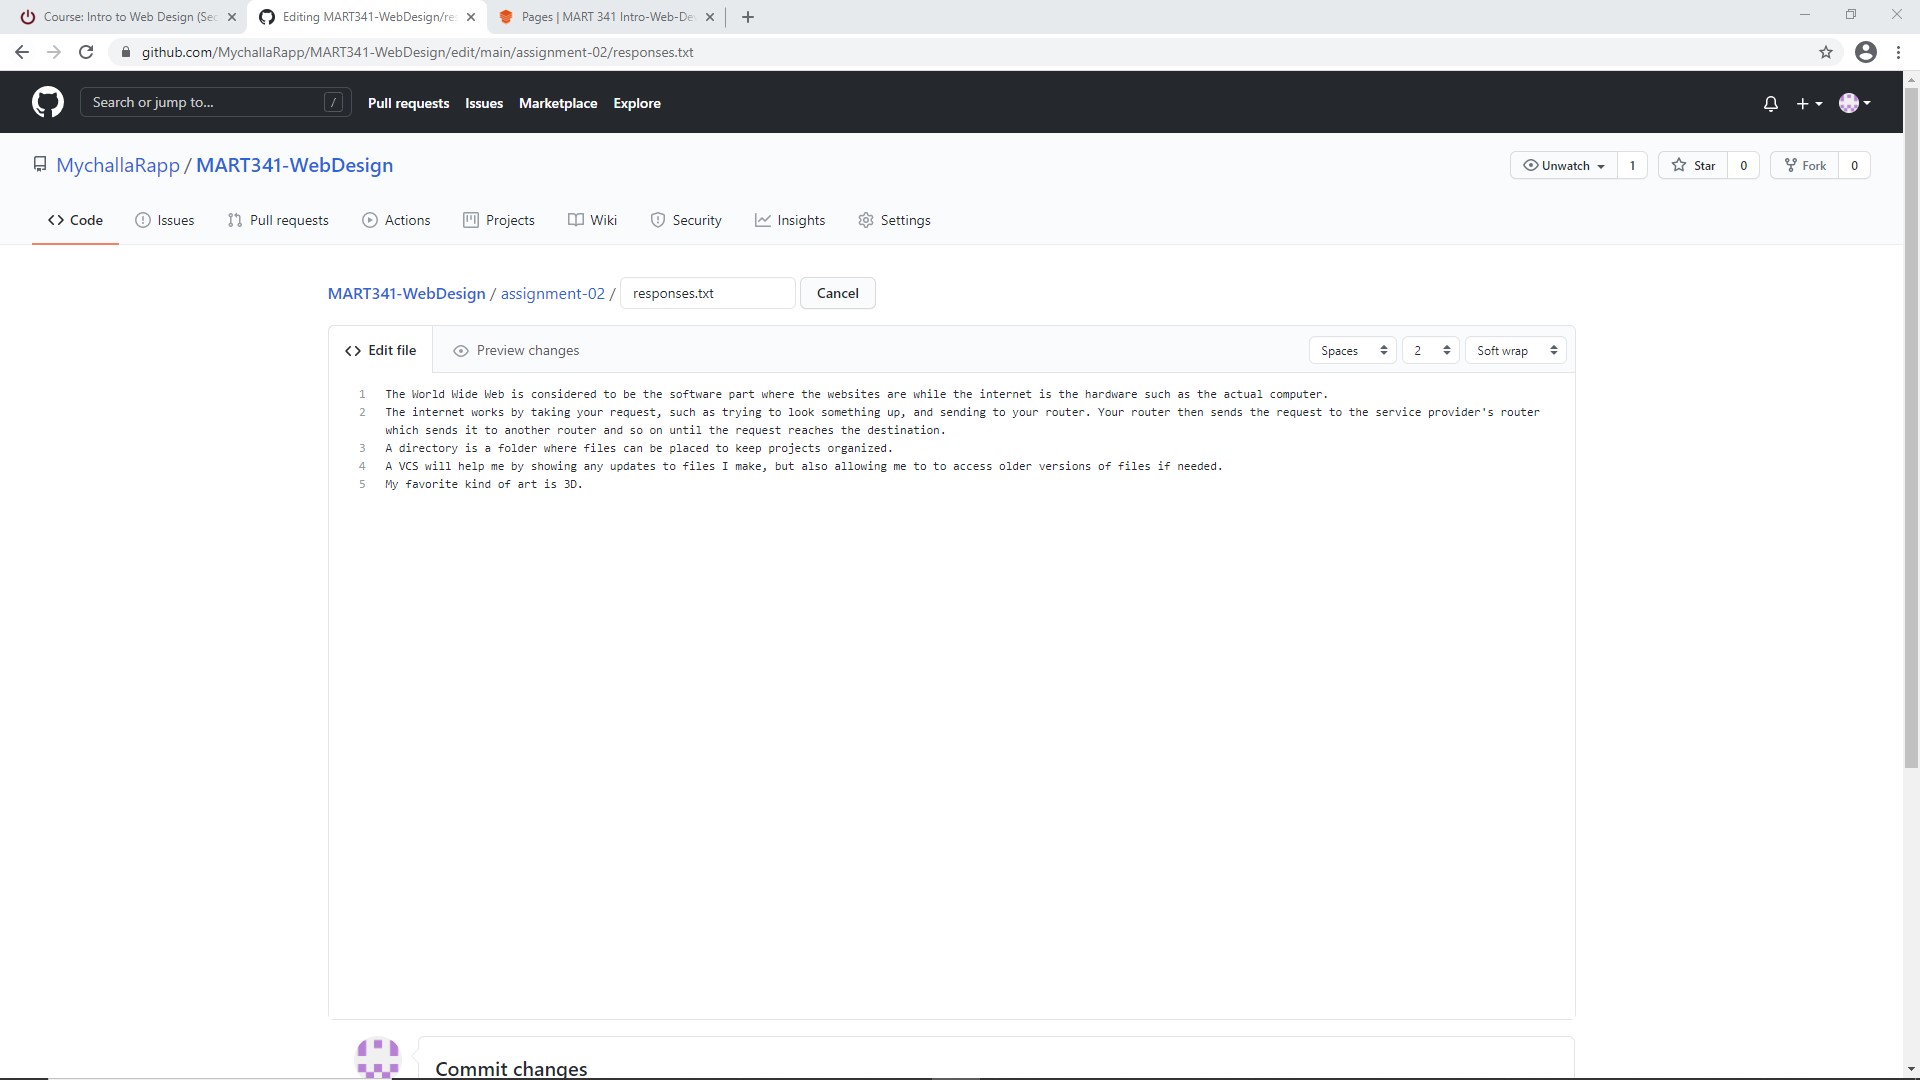 Course: Intro to Web Design (Sec
Editing MART341-WebDesign/re
Pages | MART 341 Intro-Web-De
github.com/MychallaRapp/MART341-WebDesign/edit/main/assignment-02/responses.txt
Search or jump to... /
Pull requests Issues Marketplace Explore
MychallaRapp / MART341-WebDesign
Unwatch 1 Star 0 Fork 0
Code Issues Pull requests Actions Projects Wiki Security Insights Settings
MART341-WebDesign / assignment-02 / responses.txt Cancel
Edit file Preview changes Spaces 2 Soft wrap
1 The World Wide Web is considered to be the software part where the websites are while the internet is the hardware such as the actual computer.
2 The internet works by taking your request, such as trying to look something up, and sending to your router. Your router then sends the request to the service provider's router
which sends it to another router and so on until the request reaches the destination.
3 A directory is a folder where files can be placed to keep projects organized.
4 A VCS will help me by showing any updates to files I make, but also allowing me to to access older versions of files if needed.
5 My favorite kind of art is 3D.
Commit changes